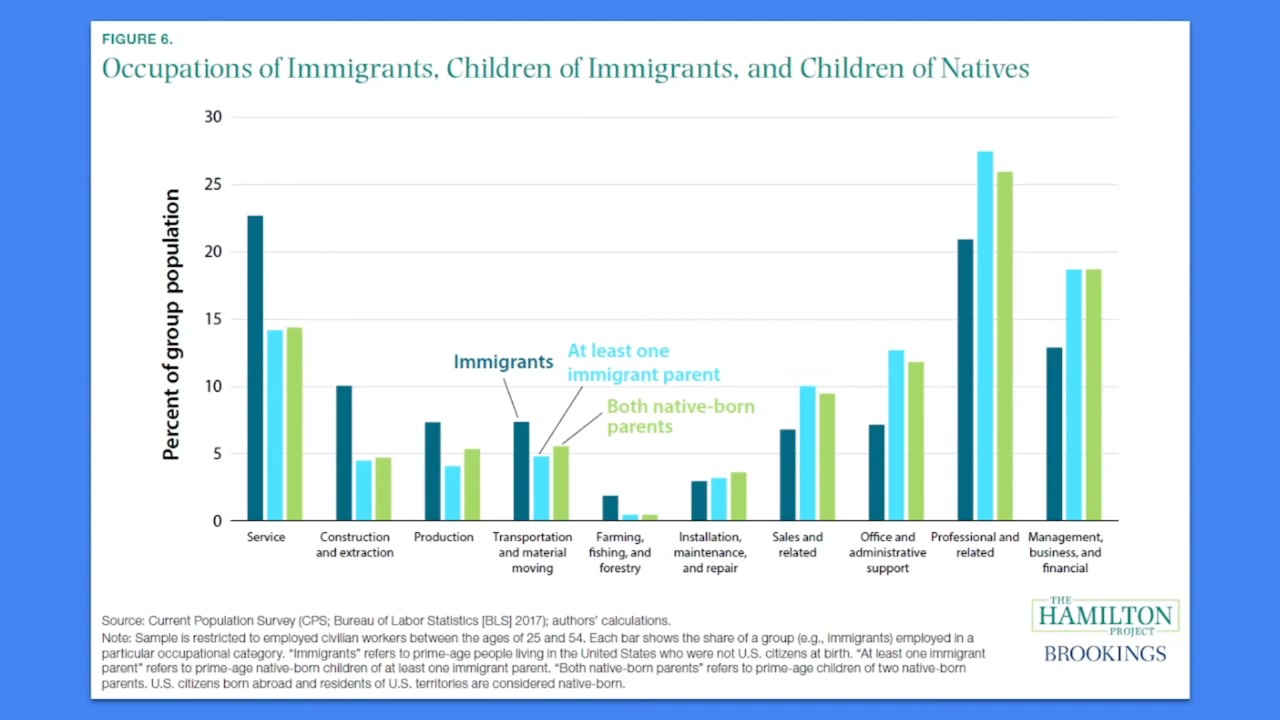 FIGURE 6.
Occupations of Immigrants, Children of Immigrants, and Children of Natives
Percent of group population
30
25
20
15
10
5
0
Immigrants
At least one
immigrant parent
Both native-born
parents
Service
Construction
and extraction
Production
Transportation
and material
moving
Farming,
fishing, and
forestry
Installation,
maintenance,
and repair
Sales and
related
Office and
administrative
support
Professional and
related
Management,
business, and
financial
Source: Current Population Survey (CPS; Bureau of Labor Statistics [BLS] 2017); authors' calculations.
Note: Sample is restricted to employed civilian workers between the ages of 25 and 54. Each bar shows the share of a group (e.g., immigrants) employed in a
particular occupational category. “Immigrants” refers to prime-age people living in the United States who were not U.S. citizens at birth. “At least one immigrant
parent” refers to prime-age native-born children of at least one immigrant parent. “Both native-born parents” refers to prime-age children of two native-born
parents. U.S. citizens born abroad and residents of U.S. territories are considered native-born.
THE
HAMILTON
PROJECT
BROOKINGS